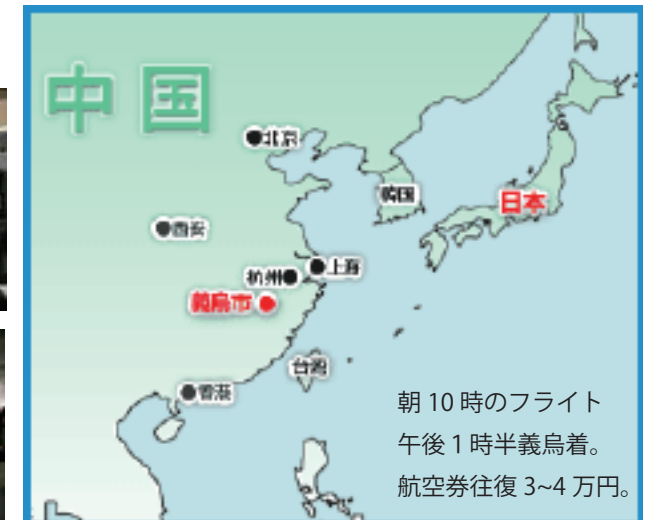 中国
●北京
韓国
日本
●西安
杭州●
●上海
義烏市●
台湾
●香港
朝 10 時のフライト
午後 1 時半義烏着。
航空券往復 3~4 万円。